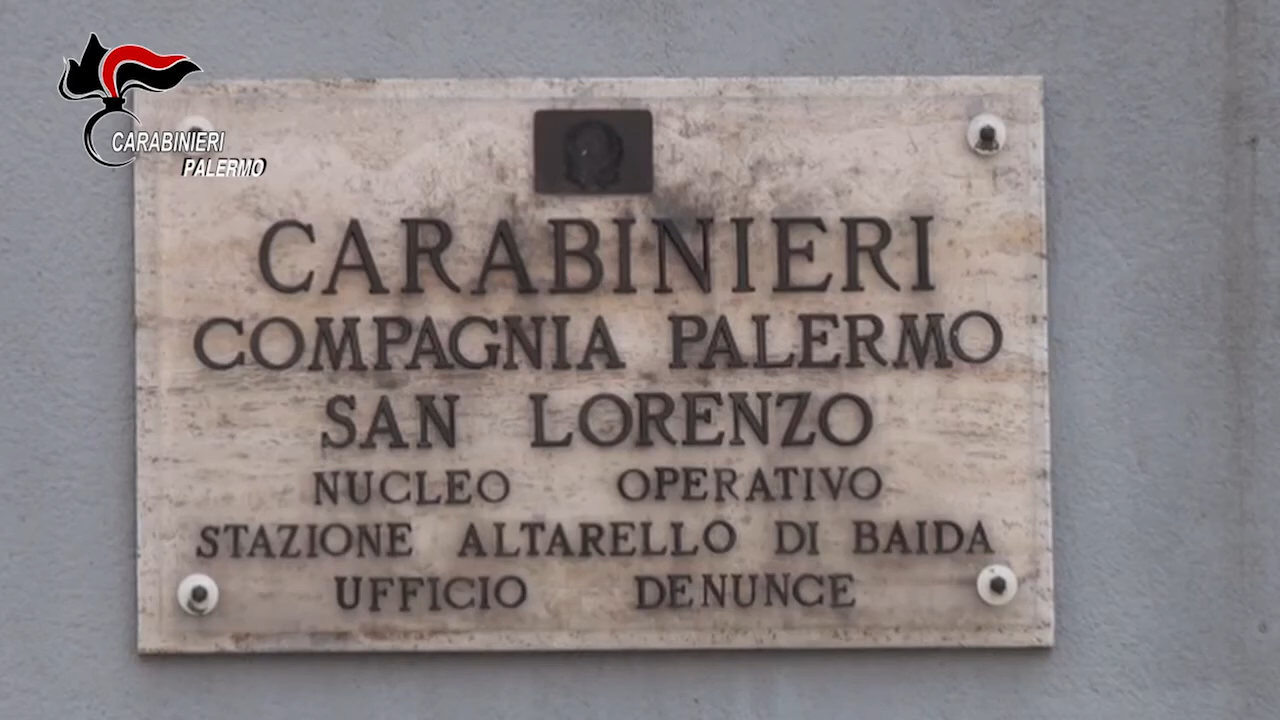 CARABINIERI
PALERMO
CARABINIERI
COMPAGNIA PALERMO
SAN LORENZO
NUCLEO OPERATIVO
STAZIONE ALTARELLO DI BAIDA
UFFICIO DENUNCE